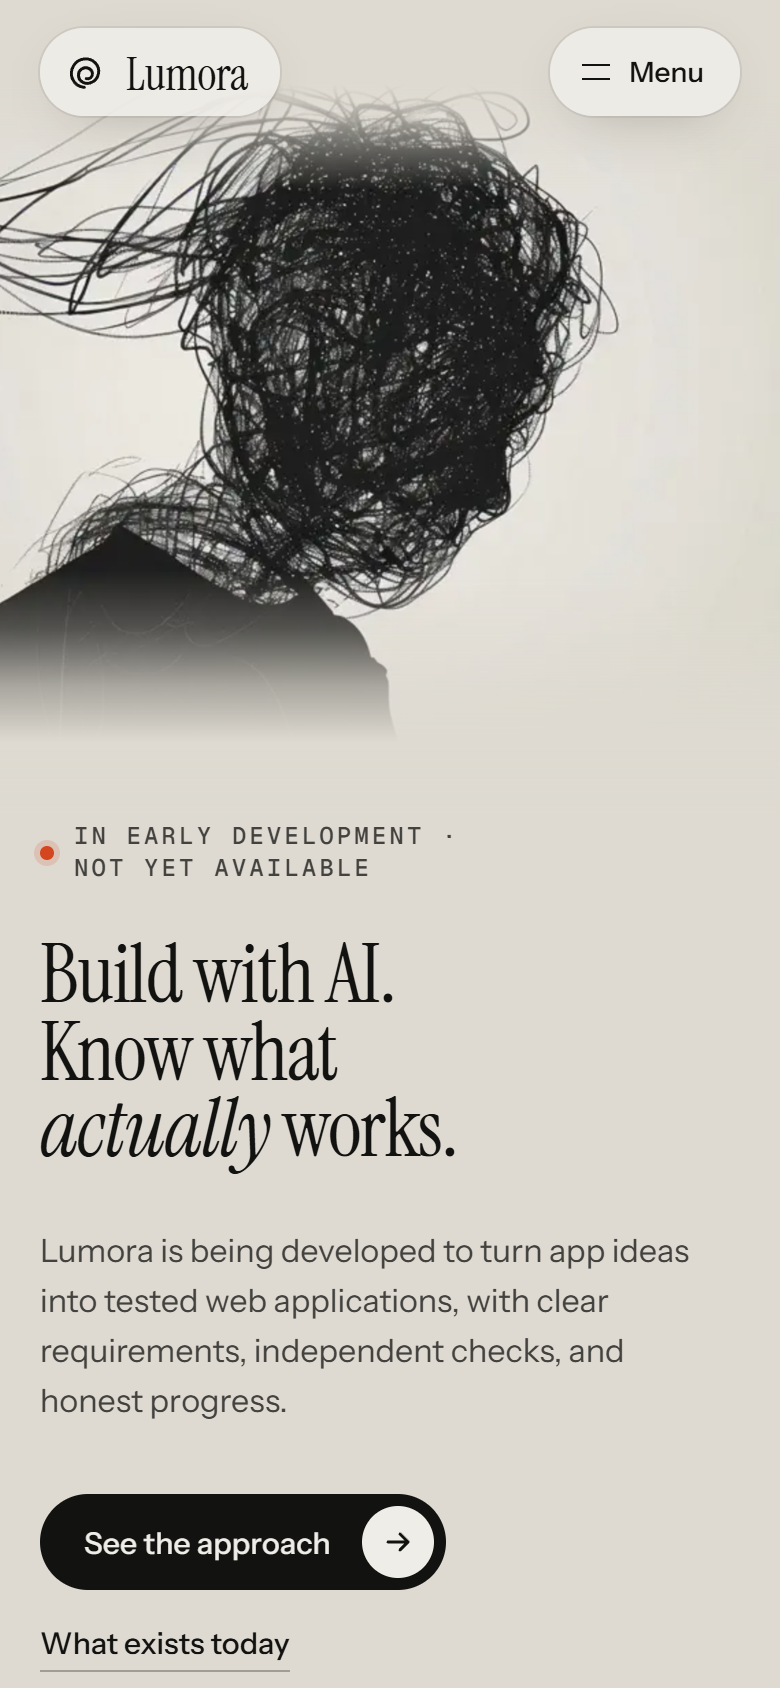 Lumora
Menu
IN EARLY DEVELOPMENT ·
NOT YET AVAILABLE
Build with AI.
Know what
actually works.
Lumora is being developed to turn app ideas
into tested web applications, with clear
requirements, independent checks, and
honest progress.
See the approach
What exists today